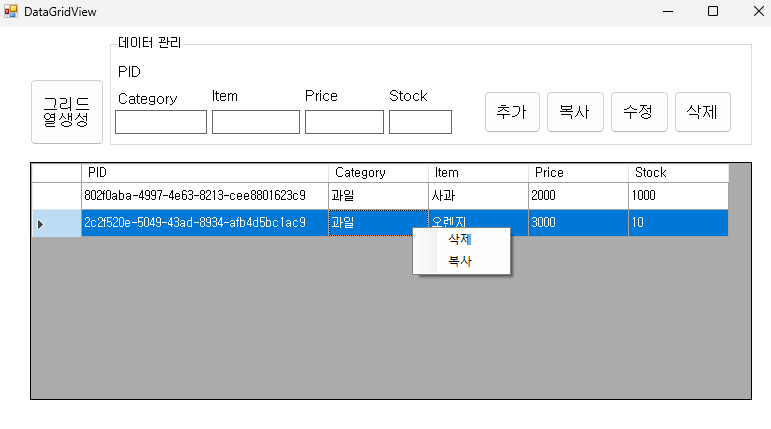 DataGridView
데이터 관리
PID
그리드
열생성
Category Item Price Stock
추가 복사 수정 삭제
PID Category Item Price Stock
802f0aba-4997-4e63-8213-cee8801623c9 과일 사과 2000 1000
2c2f520e-5049-43ad-8934-afb4d5bc1ac9 과일 오렌지 3000 10
삭제
복사